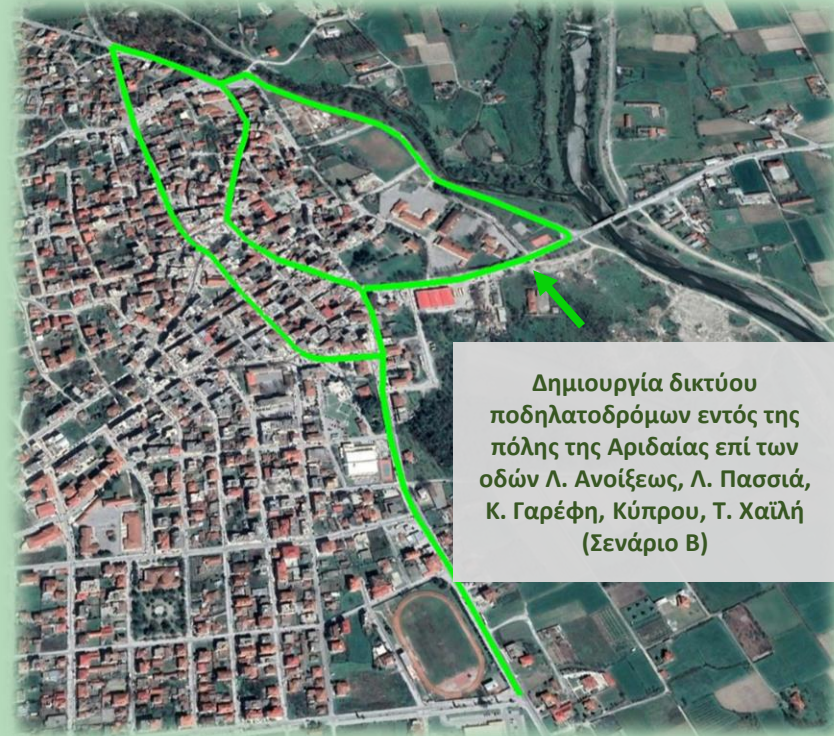 Δημιουργία δικτύου
ποδηλατοδρόμων εντός της
πόλης της Αριδαίας επί των
οδών Λ. Ανοίξεως, Λ. Πασσιά,
Κ. Γαρέφη, Κύπρου, Τ. Χαϊλή
(Σενάριο Β)